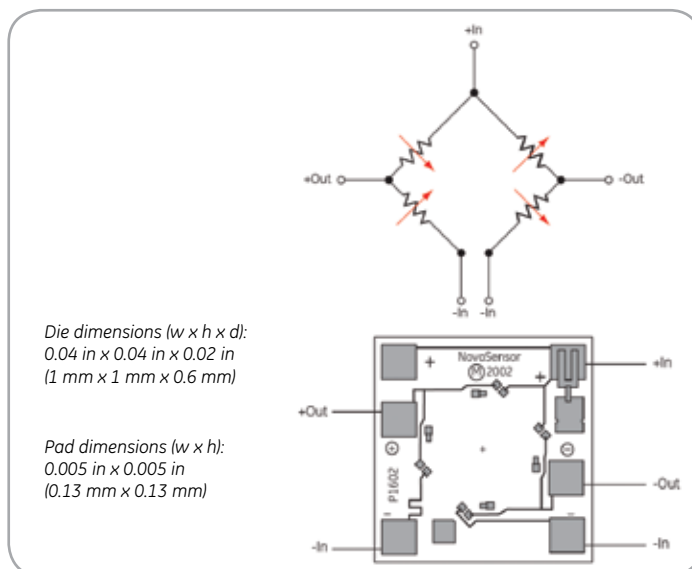 +In
+Out
-Out
-In
-In
Die dimensions (w x h x d):
0.04 in x 0.04 in x 0.02 in
(1 mm x 1 mm x 0.6 mm)
Pad dimensions (w x h):
0.005 in x 0.005 in
(0.13 mm x 0.13 mm)
NovaSensor
M 2002
+
+
+In
+Out
+
-
-Out
P1602
-
-
-In
-In